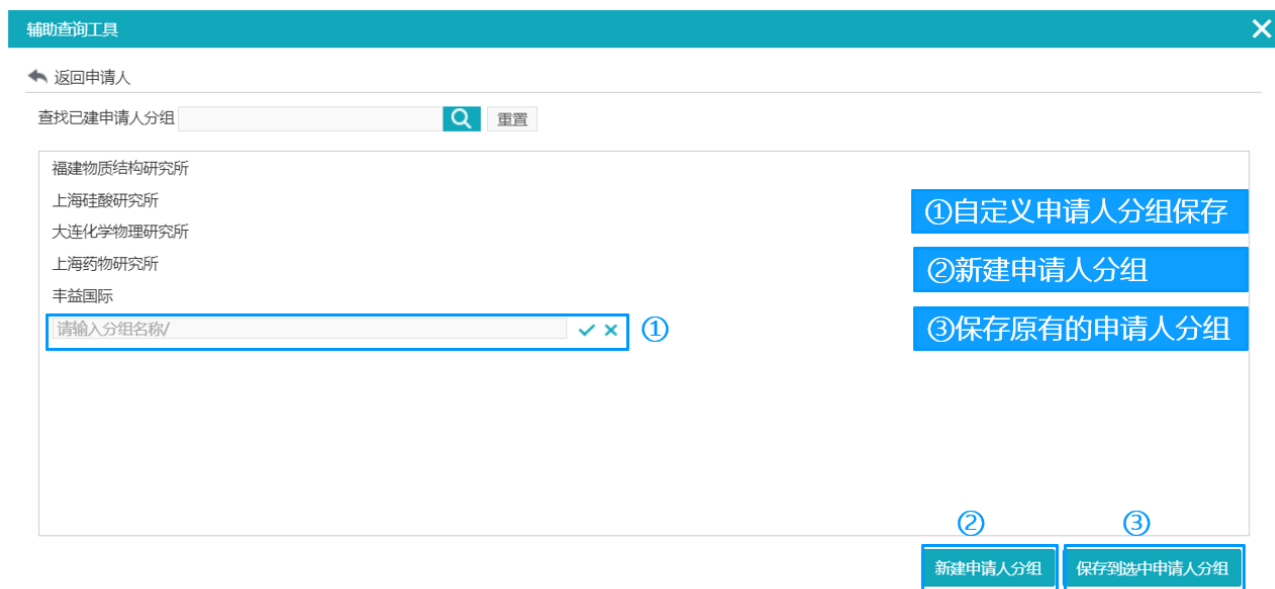 辅助查询工具
返回申请人
查找已建申请人分组 重置
福建物质结构研究所
上海硅酸研究所
大连化学物理研究所
上海药物研究所
丰益国际
请输入分组名称/
①
①自定义申请人分组保存
②新建申请人分组
③保存原有的申请人分组
② ③
新建申请人分组 保存到选中申请人分组